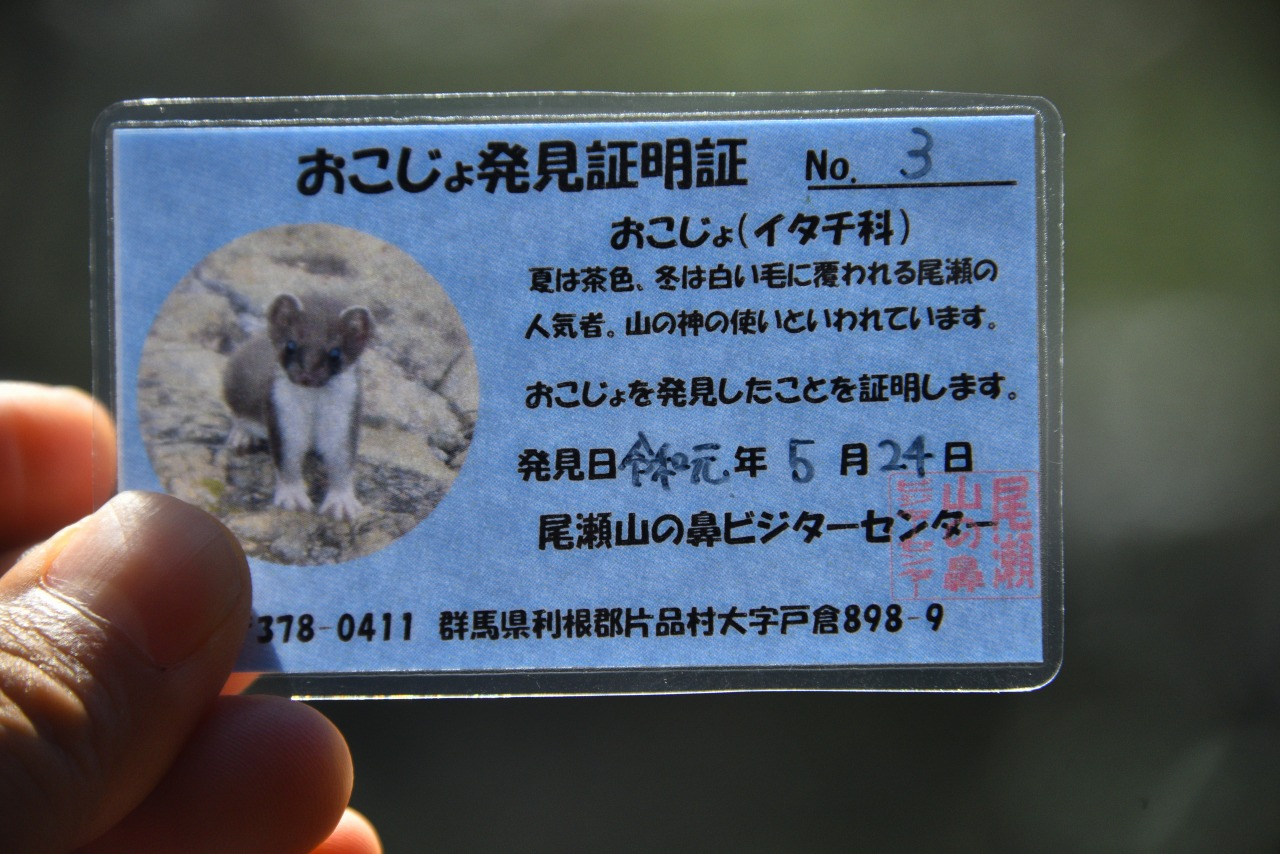 おこじょ発見証明証 No. 3
おこじょ(イタチ科)
夏は茶色、冬は白い毛に覆われる尾瀬の
人気者。山の神の使いといわれています。
おこじょを発見したことを証明します。
発見日 令和元 年 5 月 24 日
尾瀬山の鼻ビジターセンター
378-0411 群馬県利根郡片品村大字戸倉898-9
尾瀬
山の鼻